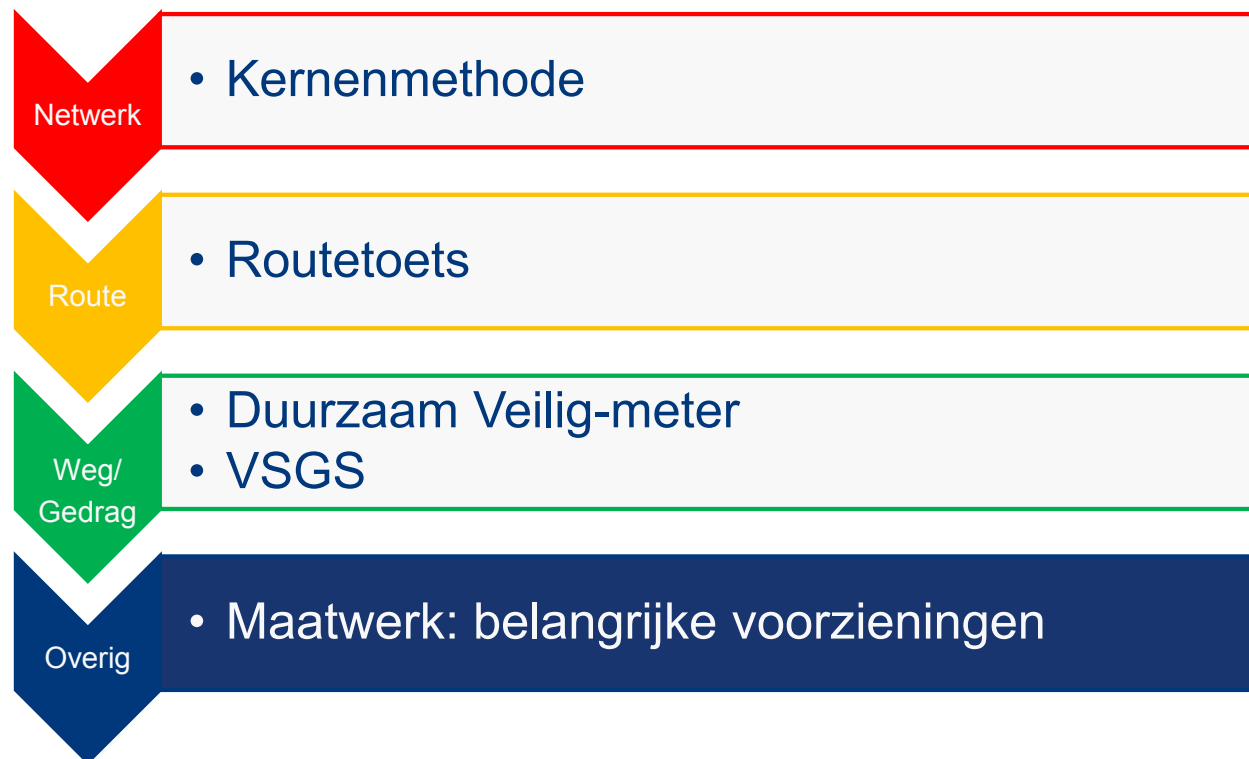 Netwerk
• Kernenmethode
Route
• Routetoets
Weg/
Gedrag
• Duurzaam Veilig-meter
• VSGS
Overig
• Maatwerk: belangrijke voorzieningen